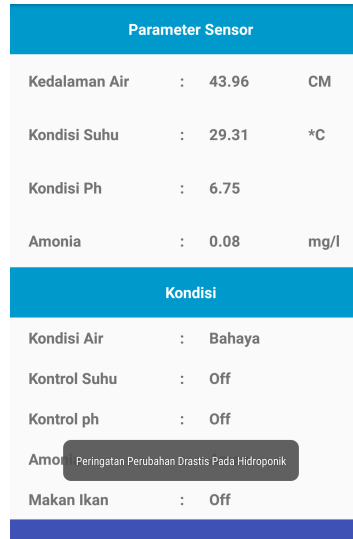 Parameter Sensor
Kedalaman Air : 43.96 CM
Kondisi Suhu : 29.31 *C
Kondisi Ph : 6.75
Amonia : 0.08 mg/l
Kondisi
Kondisi Air : Bahaya
Kontrol Suhu : Off
Kontrol ph : Off
Peringatan Perubahan Drastis Pada Hidroponik
Makan Ikan : Off